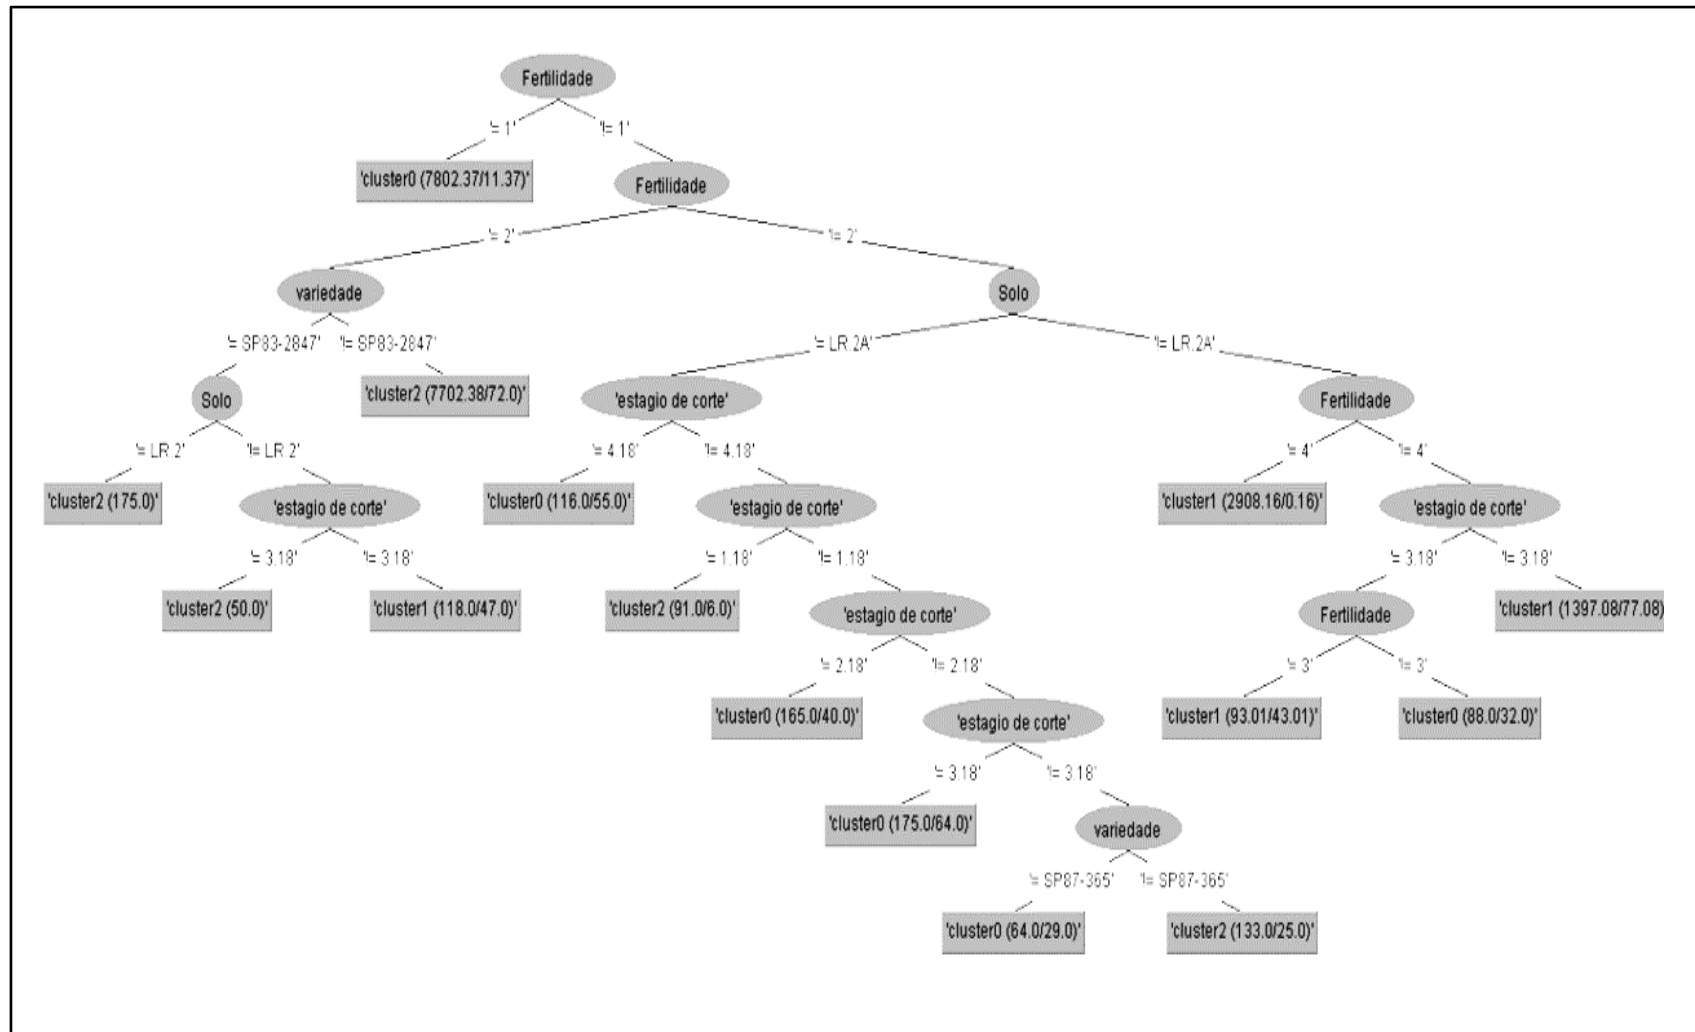 Fertilidade
'= 1' '!= 1'
'cluster0 (7802.37/11.37)' Fertilidade
'= 2' '!= 2'
variedade Solo
'= SP83-2847' '!= SP83-2847' '= LR.2A' '!= LR.2A'
Solo 'cluster2 (7702.38/72.0)' 'estagio de corte' Fertilidade
'= LR 2' '!= LR 2' '= 4.18' '!= 4.18' '= 4' '!= 4'
'cluster2 (175.0)' 'estagio de corte' 'cluster0 (116.0/55.0)' 'estagio de corte' 'cluster1 (2908.16/0.16)' 'estagio de corte'
'= 3.18' '!= 3.18' '= 1.18' '!= 1.18' '= 3.18' '!= 3.18'
'cluster2 (50.0)' 'cluster1 (118.0/47.0)' 'cluster2 (91.0/6.0)' 'estagio de corte' Fertilidade 'cluster1 (1397.08/77.08)
'= 2.18' '!= 2.18' '= 3' '!= 3'
'cluster0 (165.0/40.0)' 'estagio de corte' 'cluster1 (93.01/43.01)' 'cluster0 (88.0/32.0)'
'= 3.18' '!= 3.18'
'cluster0 (175.0/64.0)' variedade
'= SP87-365' '!= SP87-365'
'cluster0 (64.0/29.0)' 'cluster2 (133.0/25.0)'